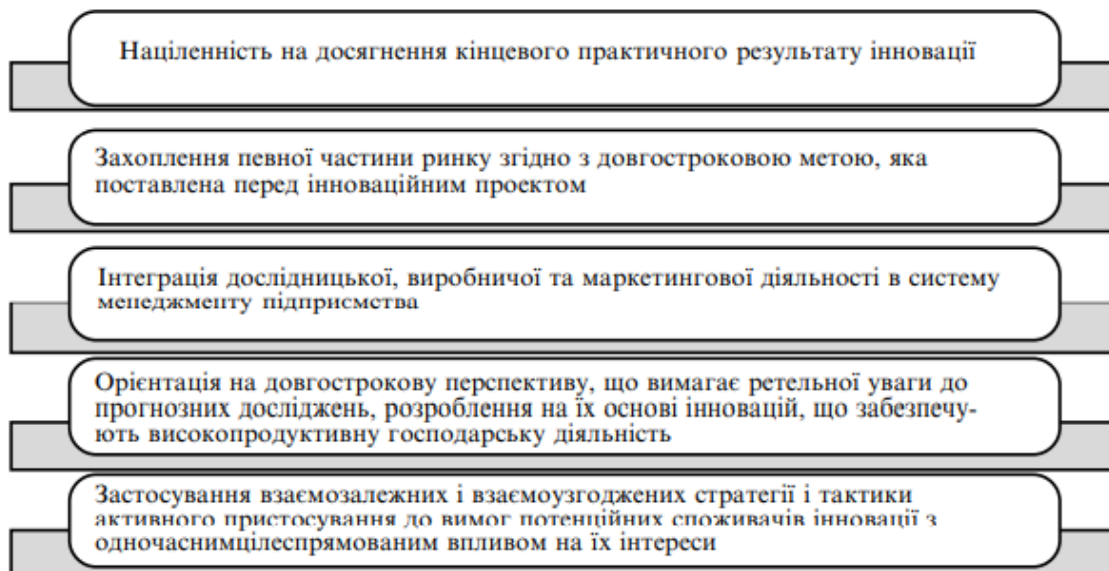 Націленність на досягнення кінцевого практичного результату інновації
Захоплення певної частини ринку згідно з довгостроковою метою, яка
поставлена перед інноваційним проектом
Інтеграція дослідницької, виробничої та маркетингової діяльності в систему
менеджменту підприємства
Орієнтація на довгострокову перспективу, що вимагає ретельної уваги до
прогнозних досліджень, розроблення на їх основі інновацій, що забезпечу-
ють високопродуктивну господарську діяльність
Застосування взаємозалежних і взаємоузгоджених стратегії і тактики
активного пристосування до вимог потенційних споживачів інновації з
одночаснимцілеспрямованим впливом на їх інтереси